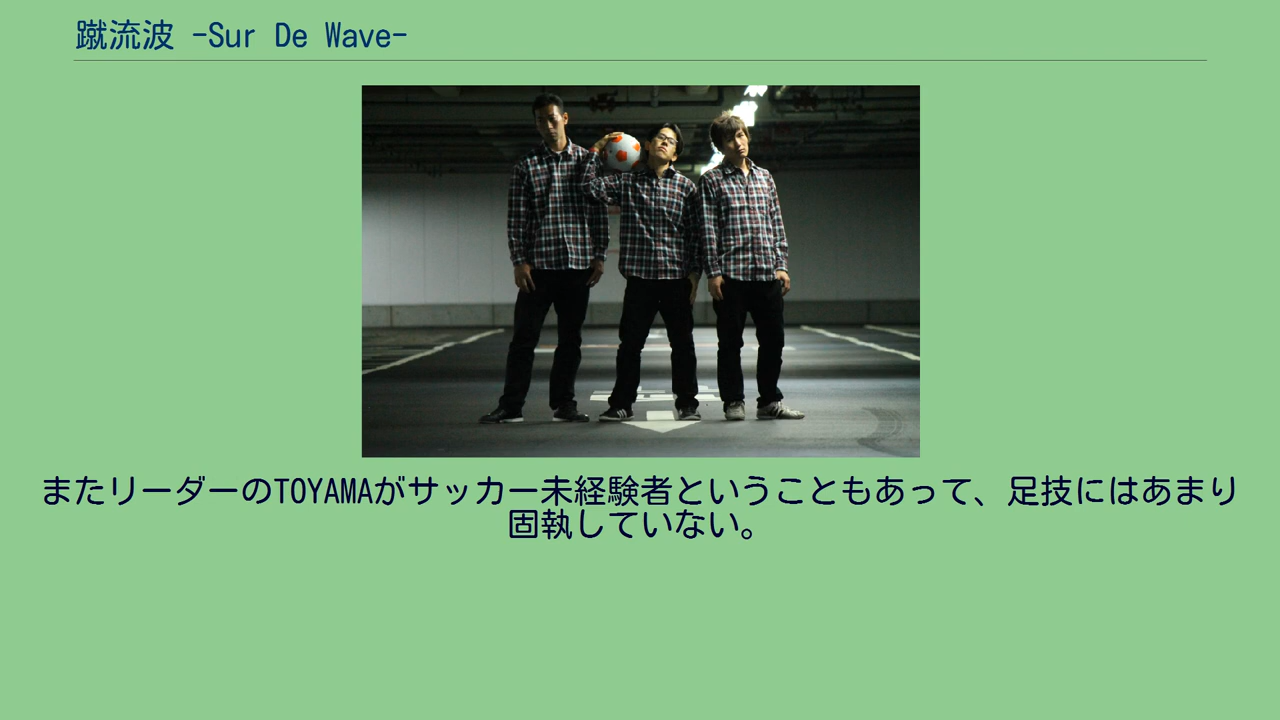 蹴流波 -Sur De Wave-
またリーダーのTOYAMAがサッカー未経験者ということもあって、足技にはあまり
固執していない。